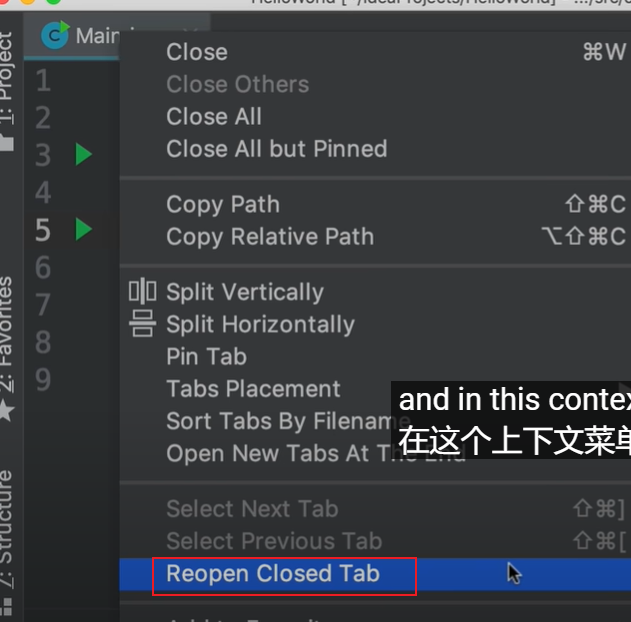 HelloWorld
Main
1: Project
1
2
3
4
5
6
7
8
9
2: Favorites
7: Structure
Close ⌘W
Close Others
Close All
Close All but Pinned
Copy Path ⇧⌘C
Copy Relative Path ⌥⇧⌘C
Split Vertically
Split Horizontally
Pin Tab
Tabs Placement
Sort Tabs By Filename
Open New Tabs At The End
and in this contex
在这个上下文菜单
Select Next Tab ⇧⌘]
Select Previous Tab ⇧⌘[
Reopen Closed Tab